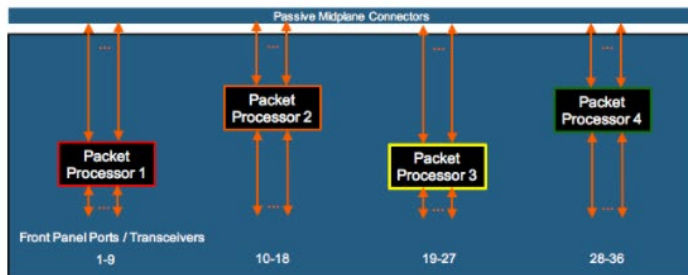 Passive Midplane Connectors
...
...
...
...
Packet
Processor 1
Packet
Processor 2
Packet
Processor 3
Packet
Processor 4
...
...
...
...
Front Panel Ports / Transceivers
1-9
10-18
19-27
28-36